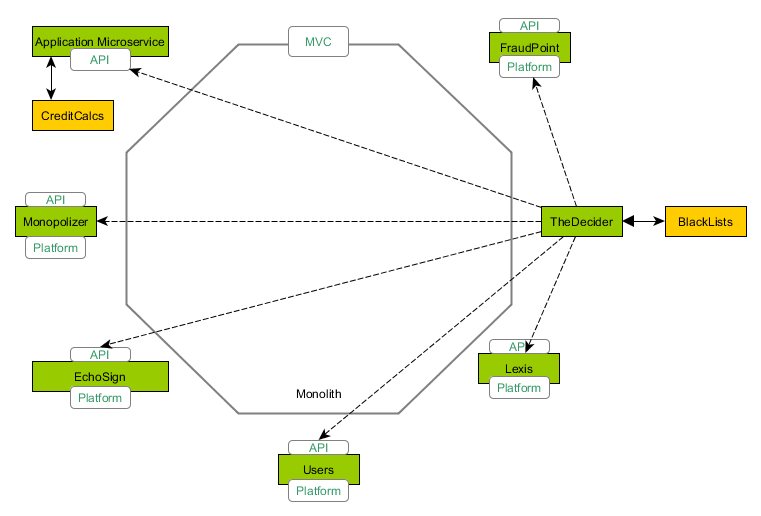 API
MVC
Application Microservice
FraudPoint
API
Platform
CreditCalcs
API
Monopolizer
TheDecider
BlackLists
Platform
API
API
EchoSign
Lexis
Platform
Platform
Monolith
API
Users
Platform